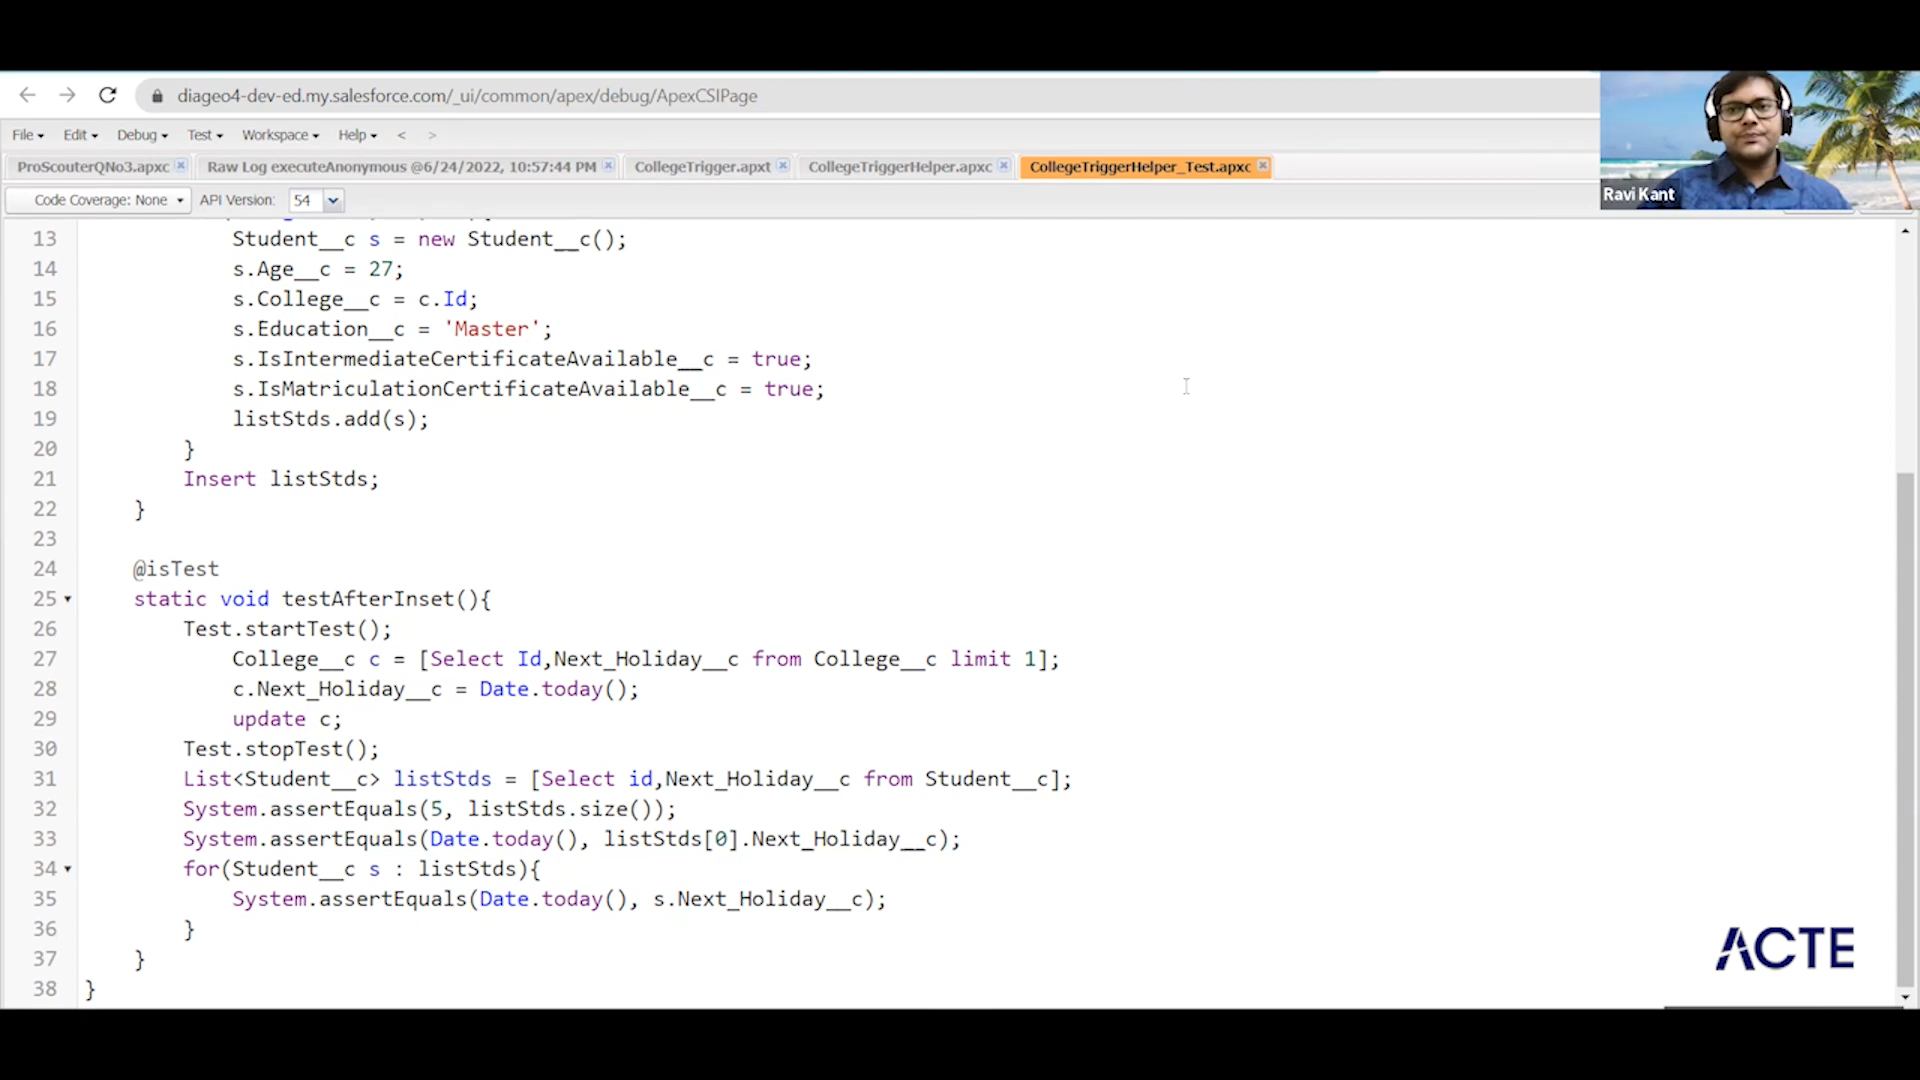 diageo4-dev-ed.my.salesforce.com/_ui/common/apex/debug/ApexCSIPage
File Edit Debug Test Workspace Help < >
ProScouterQNo3.apxc Raw Log executeAnonymous @6/24/2022, 10:57:44 PM CollegeTrigger.apxt CollegeTriggerHelper.apxc CollegeTriggerHelper_Test.apxc
Ravi Kant
Code Coverage: None API Version: 54
13 Student__c s = new Student__c();
14 s.Age__c = 27;
15 s.College__c = c.Id;
16 s.Education__c = 'Master';
17 s.IsIntermediateCertificateAvailable__c = true;
18 s.IsMatriculationCertificateAvailable__c = true;
19 listStds.add(s);
20 }
21 Insert listStds;
22 }
23
24 @isTest
25 static void testAfterInset(){
26 Test.startTest();
27 College__c c = [Select Id,Next_Holiday__c from College__c limit 1];
28 c.Next_Holiday__c = Date.today();
29 update c;
30 Test.stopTest();
31 List<Student__c> listStds = [Select id,Next_Holiday__c from Student__c];
32 System.assertEquals(5, listStds.size());
33 System.assertEquals(Date.today(), listStds[0].Next_Holiday__c);
34 for(Student__c s : listStds){
35 System.assertEquals(Date.today(), s.Next_Holiday__c);
36 }
37 }
38 }
ACTE